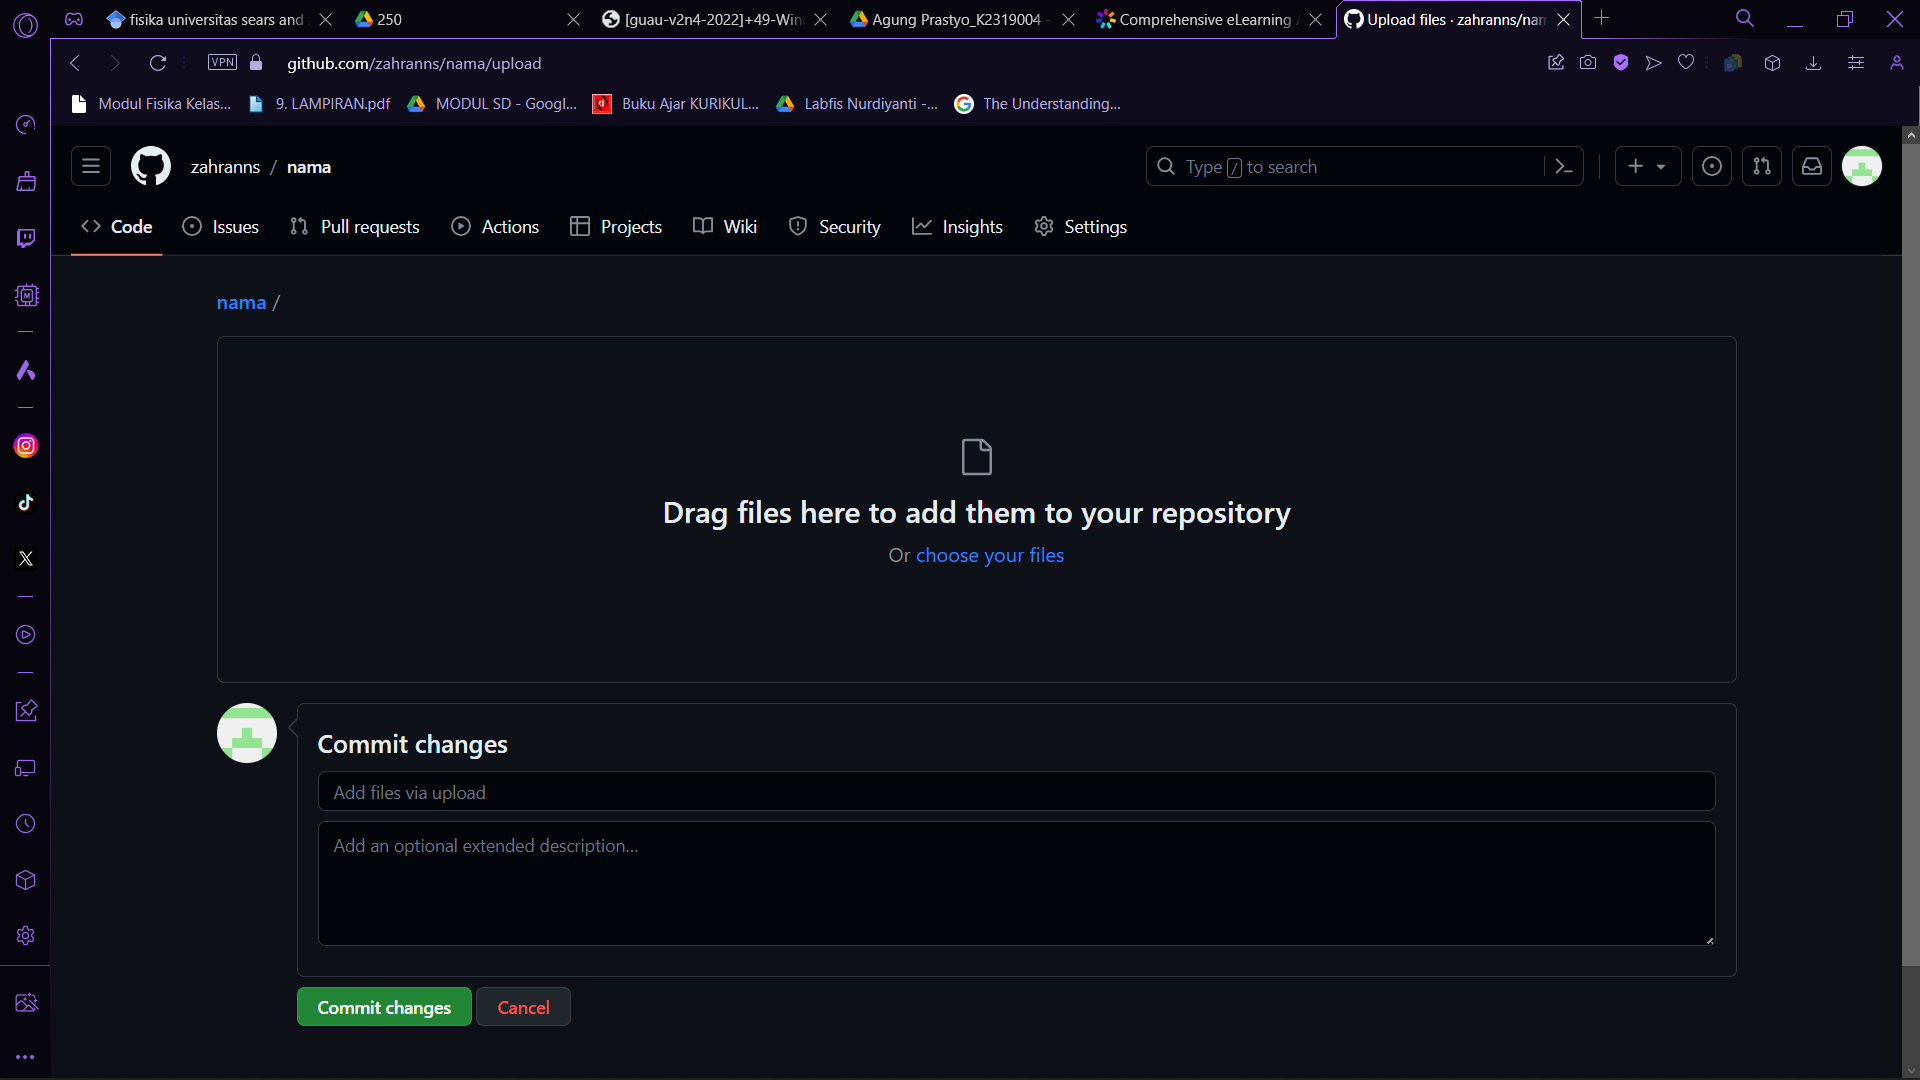 fisika universitas sears and
250
[guau-v2n4-2022]+49-Win
Agung Prastyo_K2319004 -
Comprehensive eLearning
Upload files · zahranns/nam
VPN
github.com/zahranns/nama/upload
Modul Fisika Kelas...
9. LAMPIRAN.pdf
MODUL SD - Googl...
Buku Ajar KURIKUL...
Labfis Nurdiyanti -...
The Understanding...
zahranns / nama
Type / to search
Code
Issues
Pull requests
Actions
Projects
Wiki
Security
Insights
Settings
nama /
Drag files here to add them to your repository
Or choose your files
Commit changes
Add files via upload
Add an optional extended description...
Commit changes
Cancel